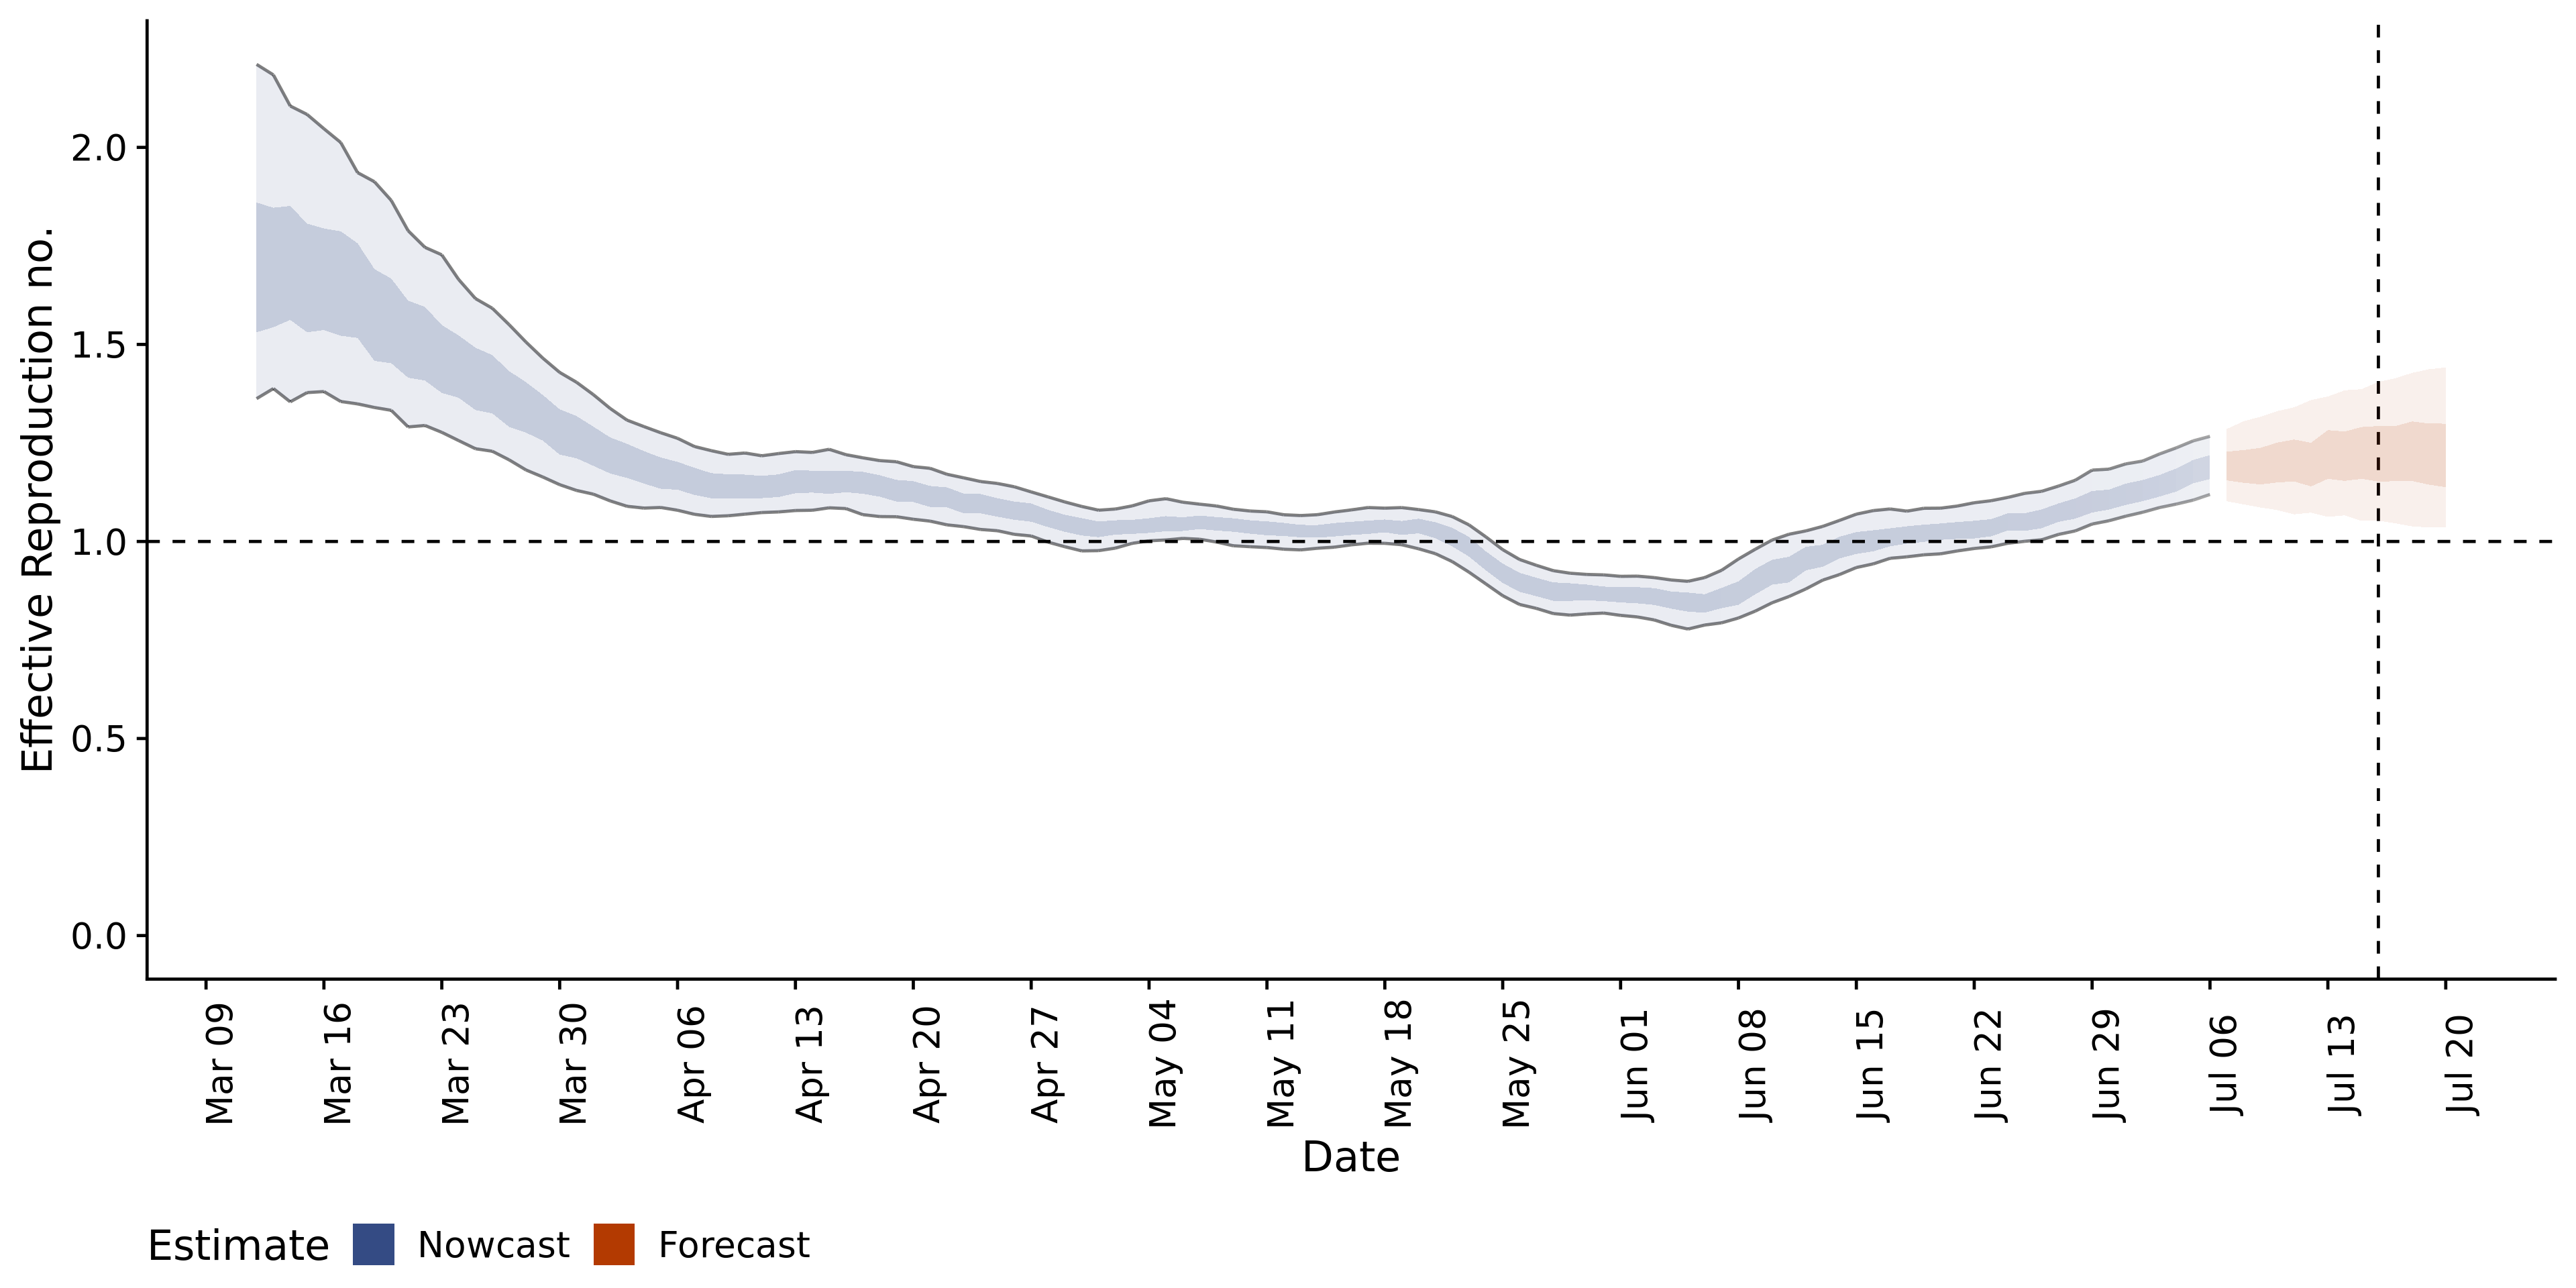 Effective Reproduction no.
2.0
1.5
1.0
0.5
0.0
Mar 09
Mar 16
Mar 23
Mar 30
Apr 06
Apr 13
Apr 20
Apr 27
May 04
May 11
May 18
May 25
Jun 01
Jun 08
Jun 15
Jun 22
Jun 29
Jul 06
Jul 13
Jul 20
Date
Estimate Nowcast Forecast